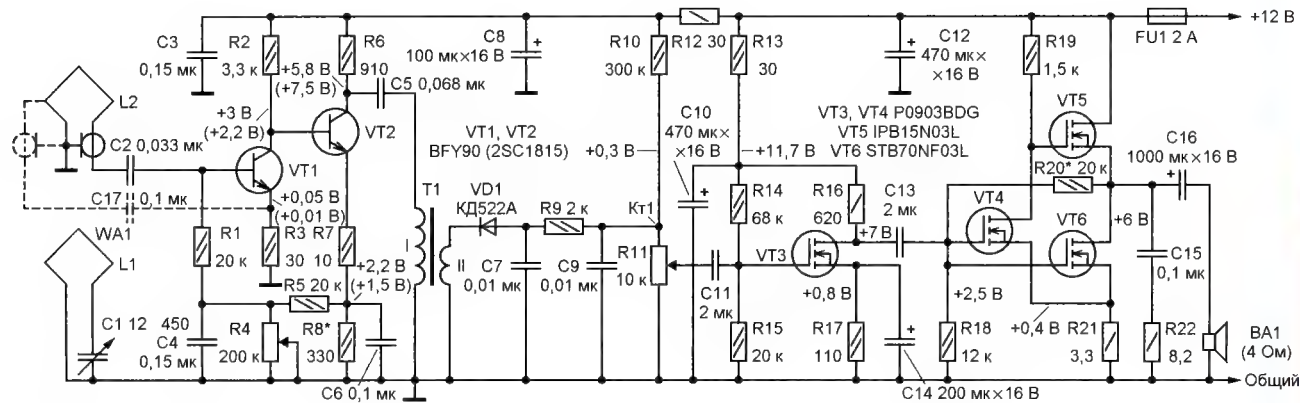 +12 В
FU1 2 А
C3
0,15 мк
R2
3,3 к
R6
910
+5,8 В
(+7,5 В)
C5 0,068 мк
C8
100 мк×16 В
+
R10
300 к
R12 30
R13
30
C12
470 мк×
×16 В
+
R19
1,5 к
L2
C2 0,033 мк
+3 В
(+2,2 В)
VT1
VT2
VT1, VT2
BFY90 (2SC1815)
+0,3 В
C10
470 мк×
×16 В
+
+11,7 В
VT3, VT4 P0903BDG
VT5 IPB15N03L
VT6 STB70NF03L
VT5
C16
1000 мк×16 В
+
R20* 20 к
C17
0,1 мк
+0,05 В
(+0,01 В)
T1
I
II
VD1
КД522А
R9 2 к
Кт1
R14
68 к
R16
620
C13
2 мк
+7 В
VT4
VT6
+6 В
WA1
L1
R1
20 к
R3
30
R7
10
C7
0,01 мк
C9
0,01 мк
R11
10 к
C11
2 мк
VT3
C15
0,1 мк
R5 20 к
+2,2 В
(+1,5 В)
+0,8 В
+2,5 В
+0,4 В
C1 12
450
C4
0,15 мк
R4
200 к
R8*
330
C6 0,1 мк
R15
20 к
R17
110
+
C14 200 мк×16 В
R18
12 к
R21
3,3
R22
8,2
BA1
(4 Ом)
Общий